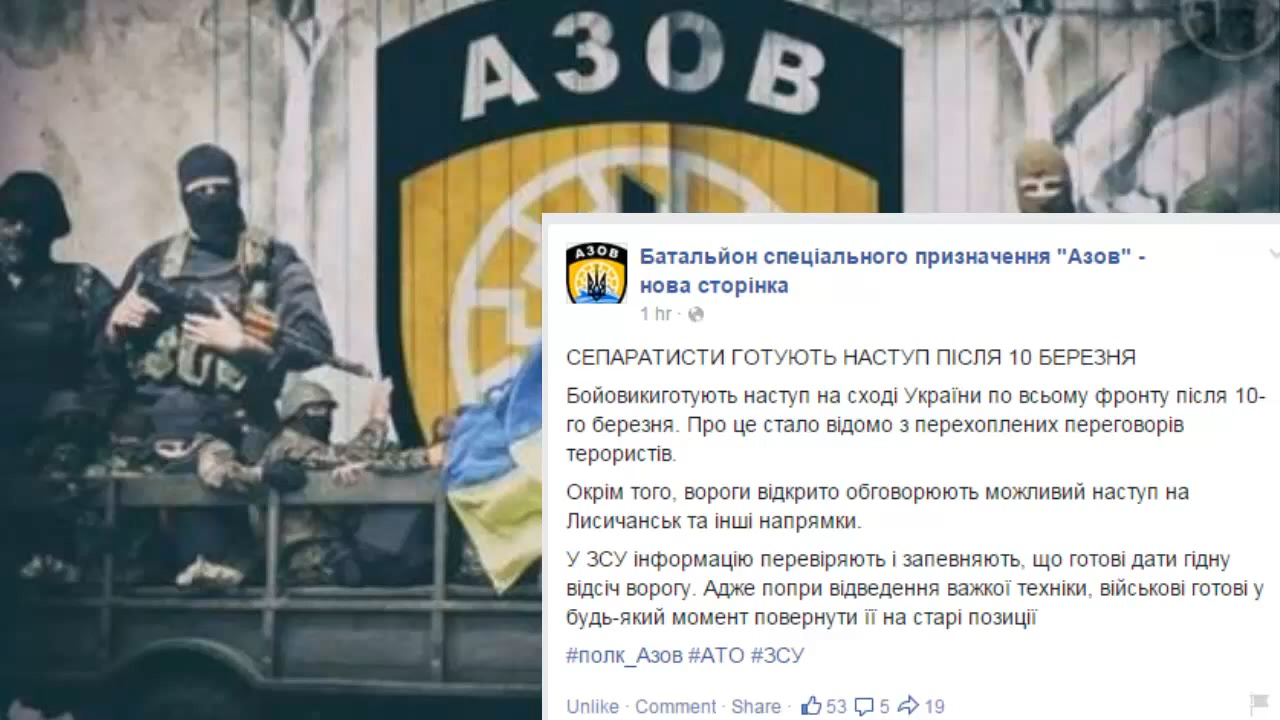 АЗОВ
АЗОВ
Батальйон спеціального призначення "Азов" -
нова сторінка
1 hr ·
СЕПАРАТИСТИ ГОТУЮТЬ НАСТУП ПІСЛЯ 10 БЕРЕЗНЯ
Бойовикиготують наступ на сході України по всьому фронту після 10-
го березня. Про це стало відомо з перехоплених переговорів
терористів.
Окрім того, вороги відкрито обговорюють можливий наступ на
Лисичанськ та інші напрямки.
У ЗСУ інформацію перевіряють і запевняють, що готові дати гідну
відсіч ворогу. Адже попри відведення важкої техніки, військові готові у
будь-який момент повернути її на старі позиції
#полк_Азов #АТО #ЗСУ
Unlike · Comment · Share · 53 5 19